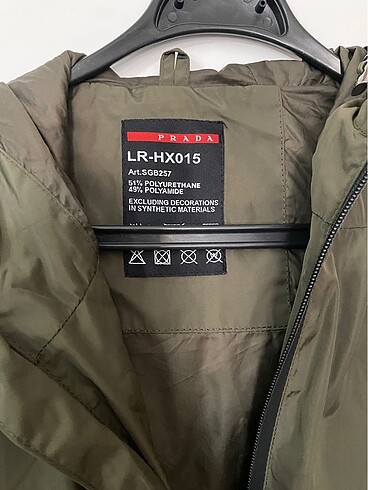 PRADA
LR-HX015
Art.SGB257
51% POLYURETHANE
49% POLYAMIDE
EXCLUDING DECORATIONS
IN SYNTHETIC MATERIALS